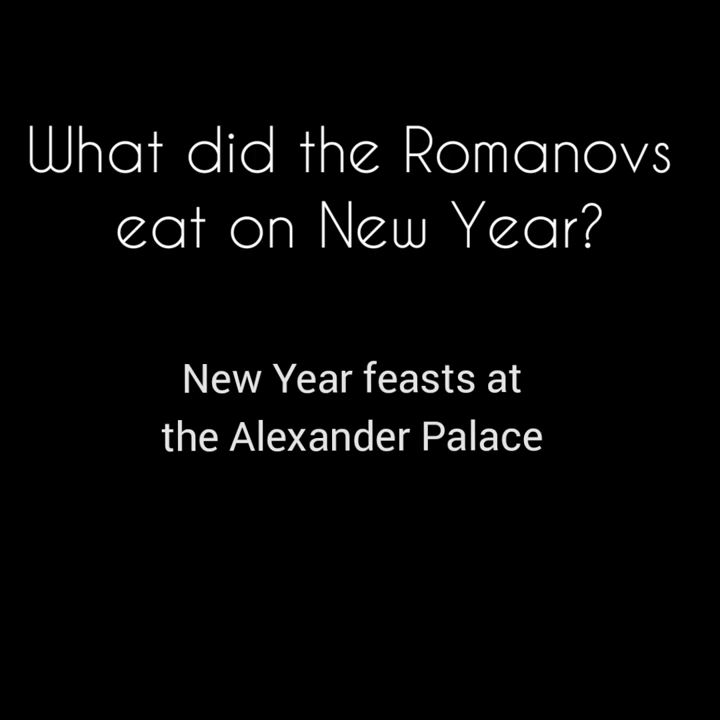 What did the Romanovs
eat on New Year?
New Year feasts at
the Alexander Palace